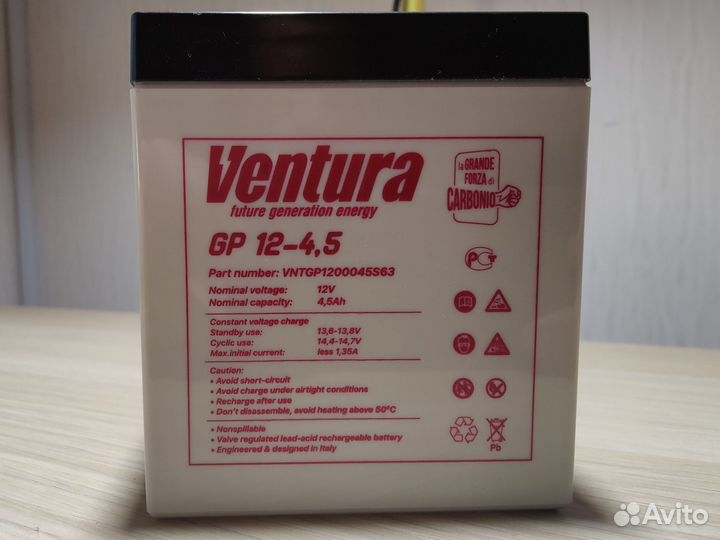 Ventura
future generation energy
la GRANDE
FORZA di
CARBONIO
GP 12-4,5
Part number: VNTGP1200045S63
Nominal voltage: 12V
Nominal capacity: 4,5Ah
Constant voltage charge
Standby use: 13,6-13,8V
Cyclic use: 14,4-14,7V
Max.initial current: less 1,35A
Caution:
• Avoid short-circuit
• Avoid charge under airtight conditions
• Recharge after use
• Don't disassemble, avoid heating above 50°C
• Nonspillable
• Valve regulated lead-acid rechargeable battery
• Engineered & designed in Italy
РСТ
Pb
Avito